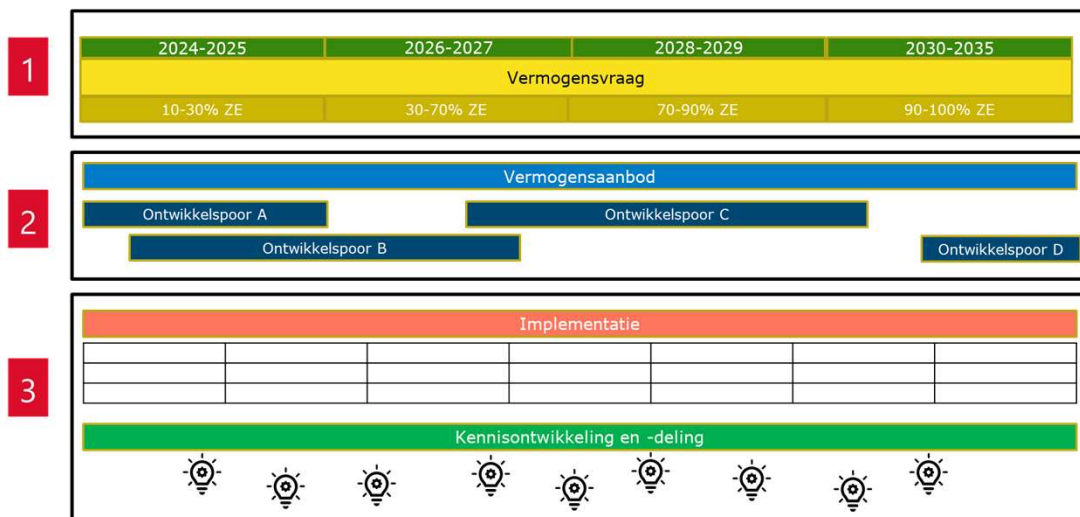 1
2024-2025 2026-2027 2028-2029 2030-2035
Vermogensvraag
10-30% ZE 30-70% ZE 70-90% ZE 90-100% ZE
2
Vermogensaanbod
Ontwikkelspoor A Ontwikkelspoor C
Ontwikkelspoor B Ontwikkelspoor D
3
Implementatie
Kennisontwikkeling en -deling